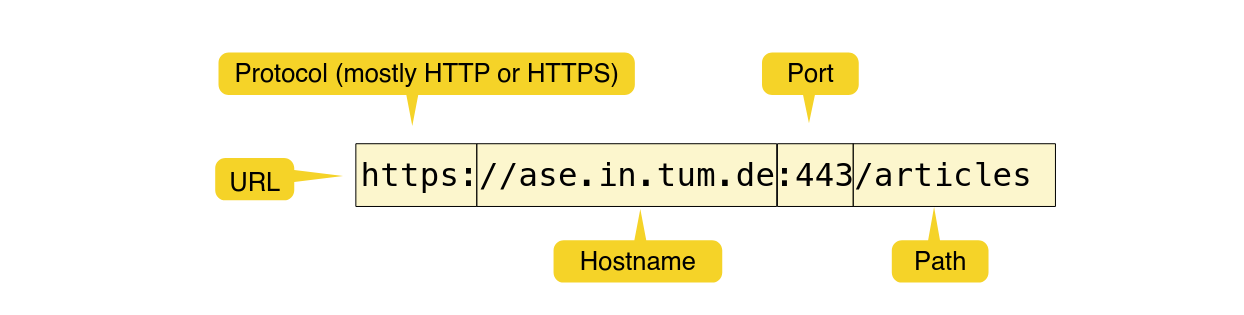 Protocol (mostly HTTP or HTTPS)
Port
URL
https://ase.in.tum.de:443/articles
Hostname
Path